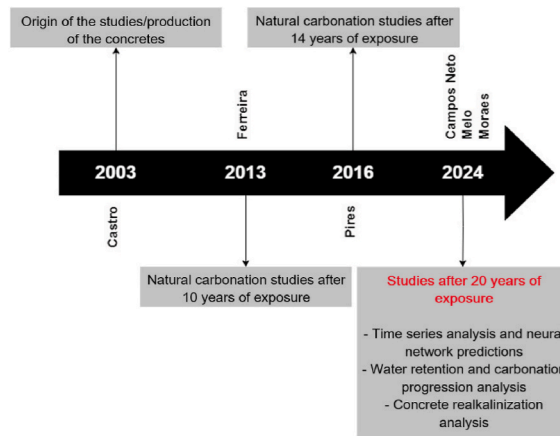 Origin of the studies/production
of the concretes
Natural carbonation studies after
14 years of exposure
Ferreira
Campos Neto
Melo
Moraes
2003
2013
2016
2024
Castro
Pires
Natural carbonation studies after
10 years of exposure
Studies after 20 years of
exposure
- Time series analysis and neura
network predictions
- Water retention and carbonation
progression analysis
- Concrete realkalinization
analysis